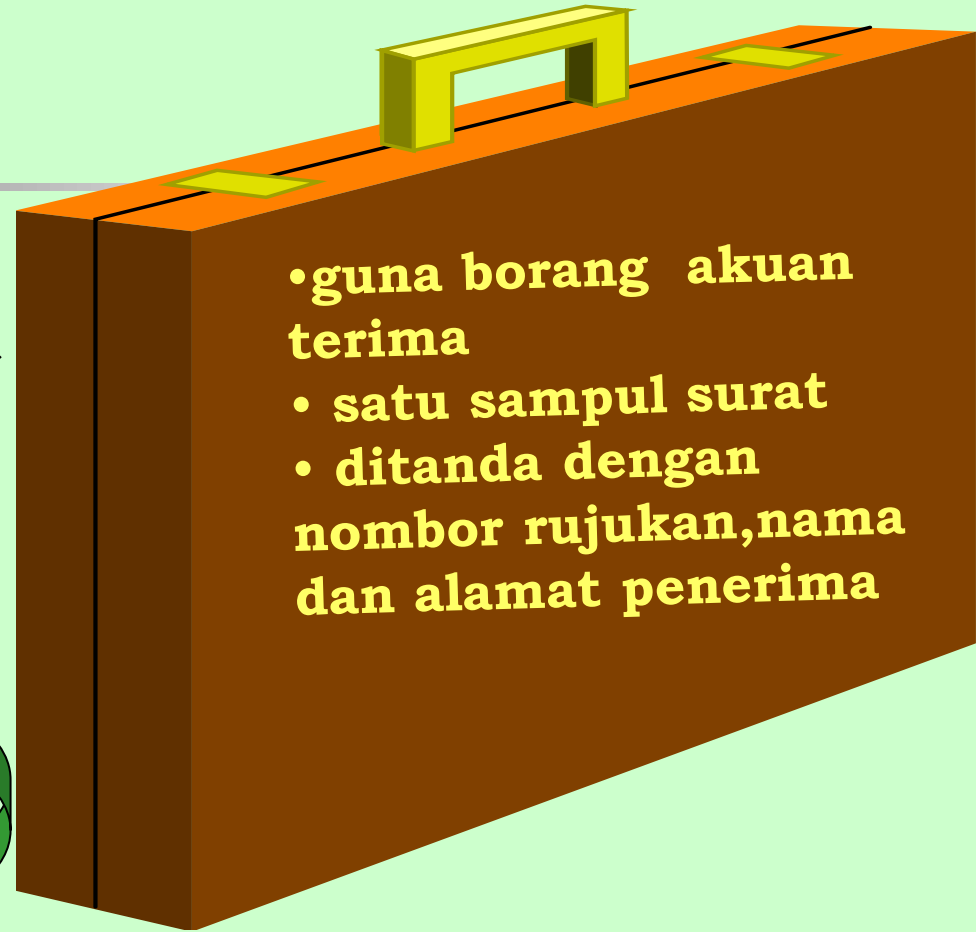 •guna borang  akuan
terima
• satu sampul surat
• ditanda dengan
nombor rujukan,nama
dan alamat penerima